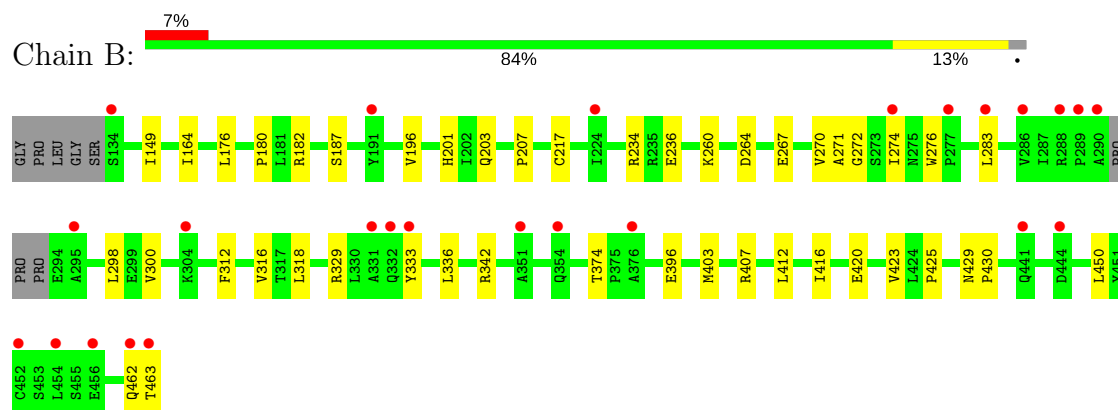 7%
Chain B:
84% 13% •
GLY PRO LEU GLY SER S134 I149 I164 L176 P180 L181 R182 S187 Y191 V196 H201 I202 Q203 P207 C217 I224 R234 R235 E236 K260 D264 E267 V270 A271 G272 S273 I274 N275 W276 P277 L283 V286 I287 R288 P289 A290 PRO
PRO PRO E294 A295 L298 E299 V300 K304 F312 V316 T317 L318 R329 L330 A331 Q332 Y333 L336 R342 A351 Q354 T374 P375 A376 E396 M403 R407 L412 I416 E420 V423 L424 P425 N429 P430 Q441 D444 L450 Y451
C452 S453 L454 S455 E456 Q462 T463